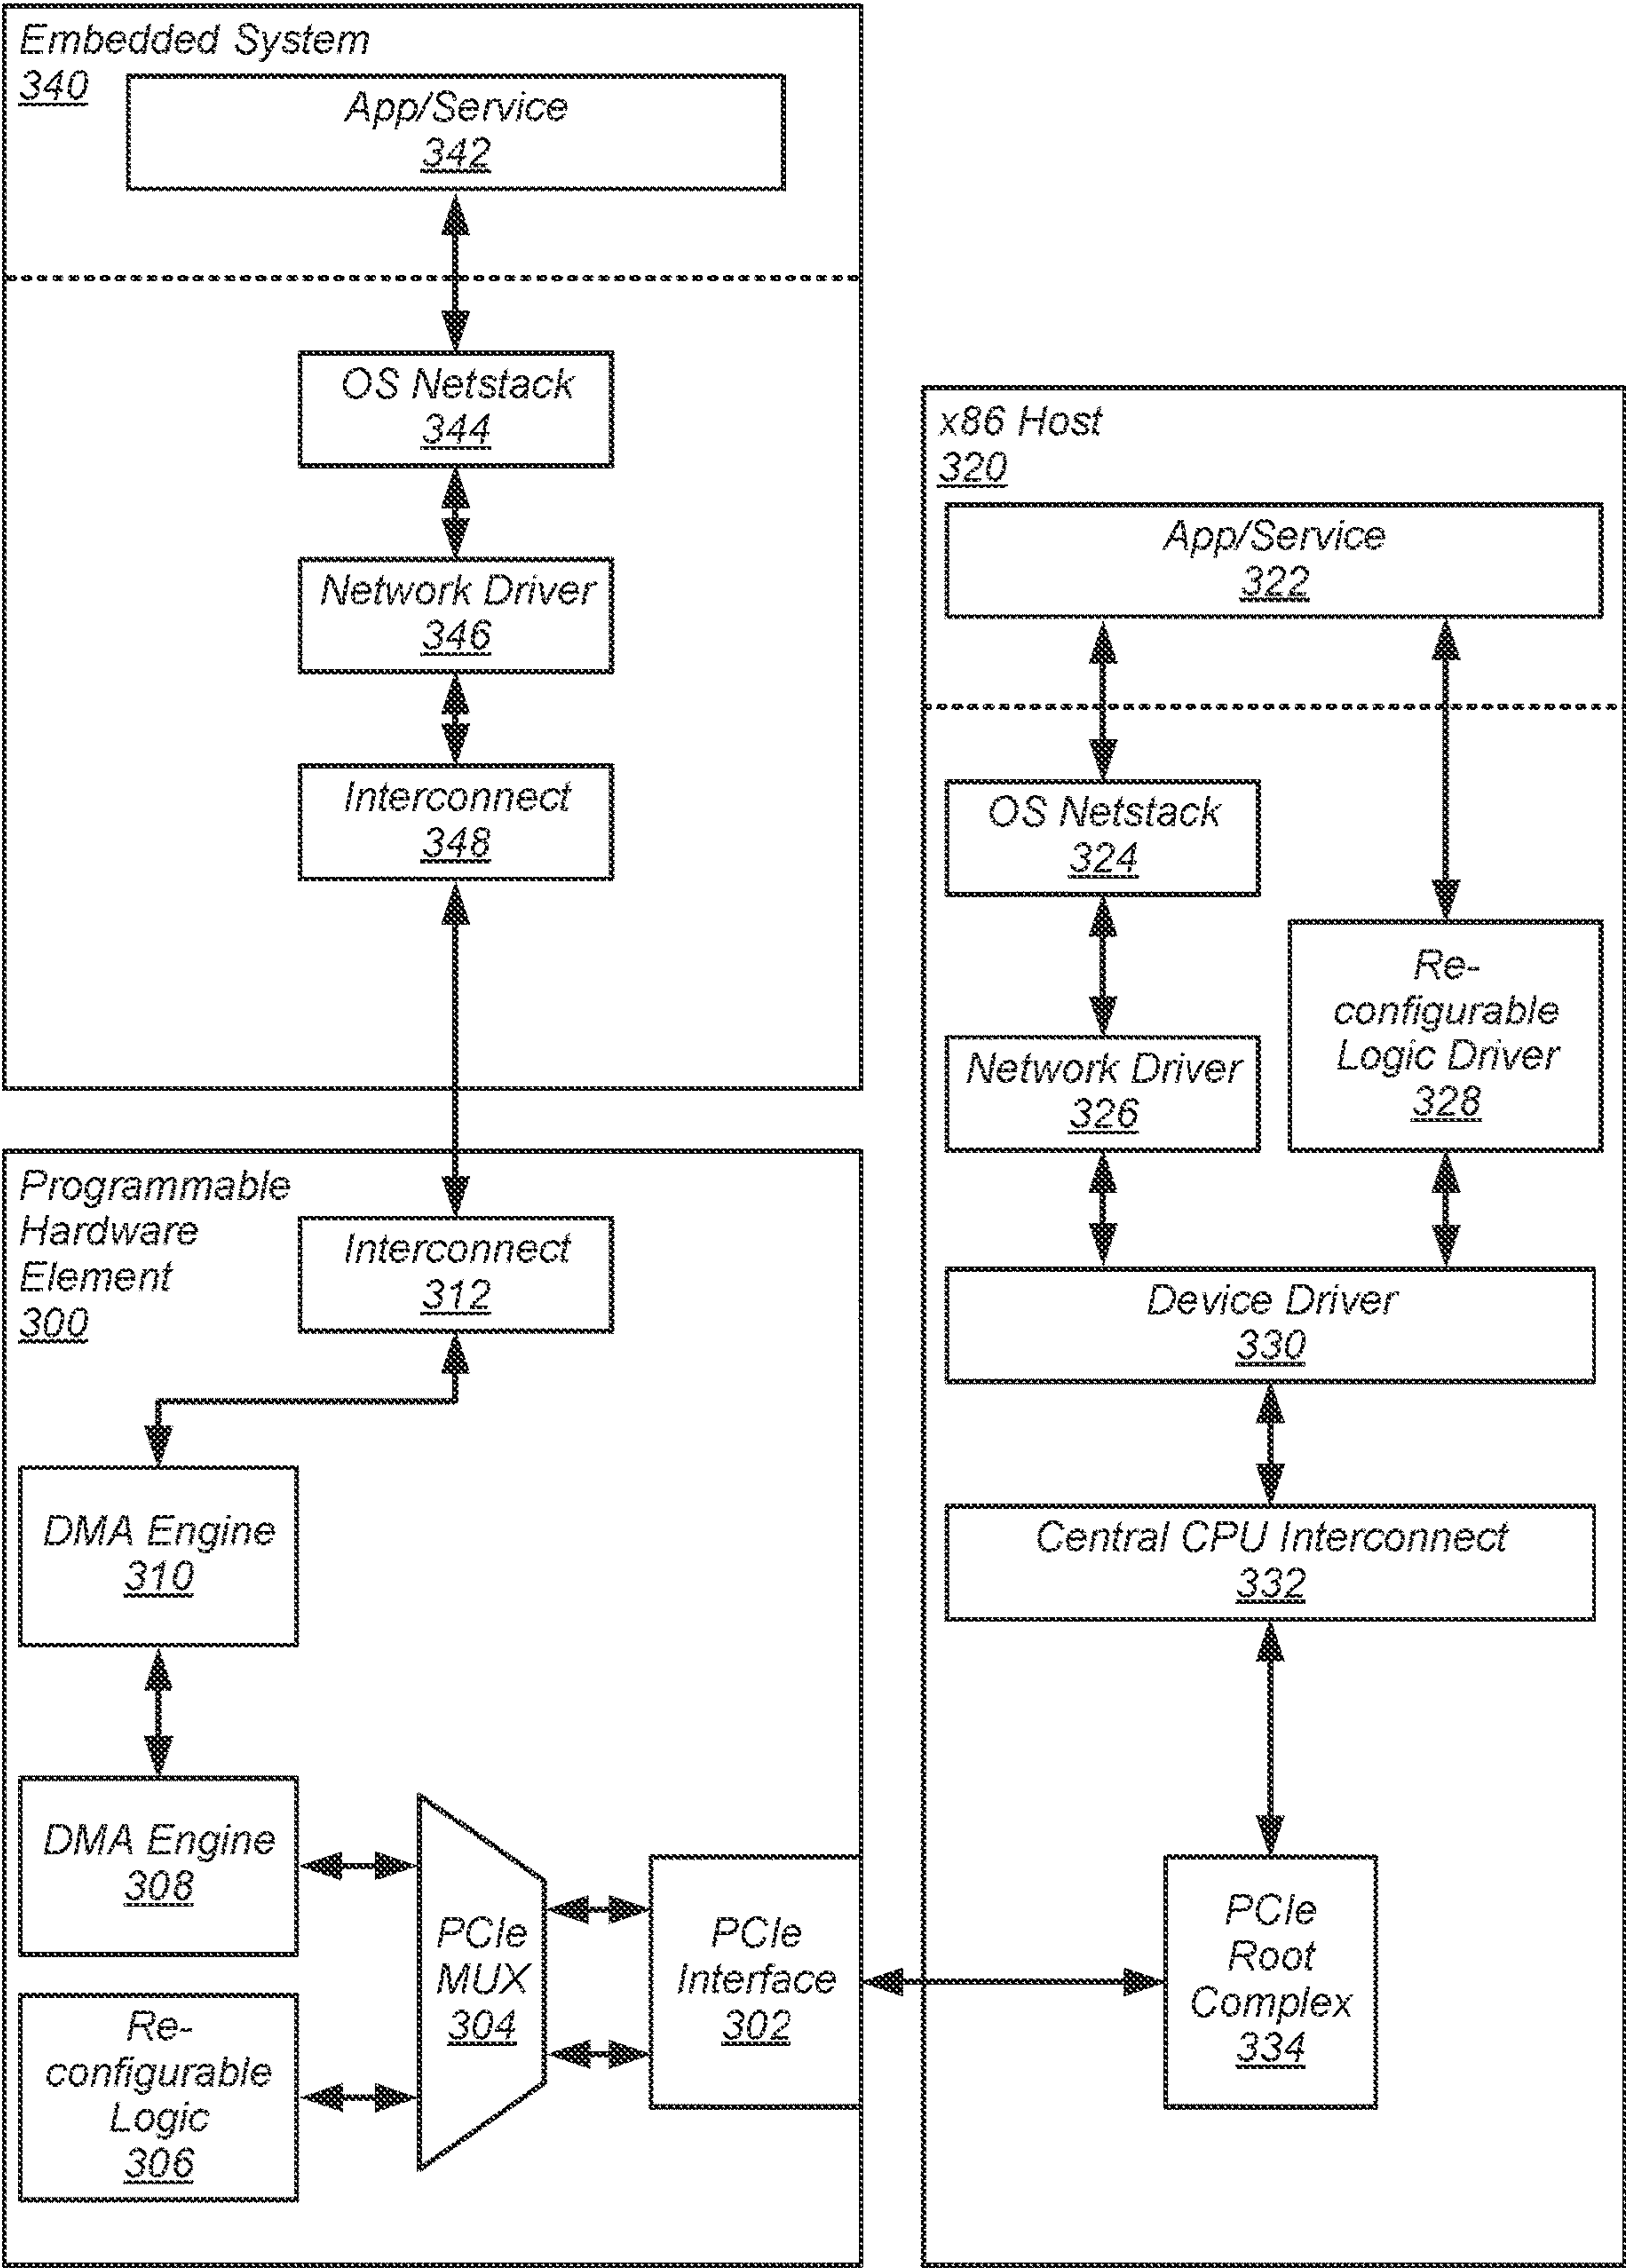 Embedded System
340
App/Service
342
OS Netstack
344
Network Driver
346
Interconnect
348
Programmable
Hardware
Element
300
Interconnect
312
DMA Engine
310
DMA Engine
308
Re-
configurable
Logic
306
PCIe
MUX
304
PCIe
Interface
302
x86 Host
320
App/Service
322
OS Netstack
324
Network Driver
326
Re-
configurable
Logic Driver
328
Device Driver
330
Central CPU Interconnect
332
PCIe
Root
Complex
334